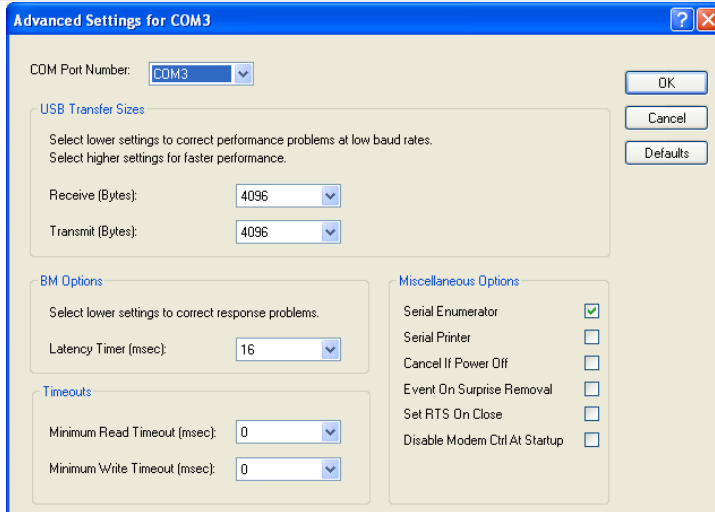 Advanced Settings for COM3
COM Port Number: COM3
OK
Cancel
Defaults
USB Transfer Sizes
Select lower settings to correct performance problems at low baud rates.
Select higher settings for faster performance.
Receive (Bytes): 4096
Transmit (Bytes): 4096
BM Options
Select lower settings to correct response problems.
Latency Timer (msec): 16
Timeouts
Minimum Read Timeout (msec): 0
Minimum Write Timeout (msec): 0
Miscellaneous Options
Serial Enumerator
Serial Printer
Cancel If Power Off
Event On Surprise Removal
Set RTS On Close
Disable Modem Ctrl At Startup